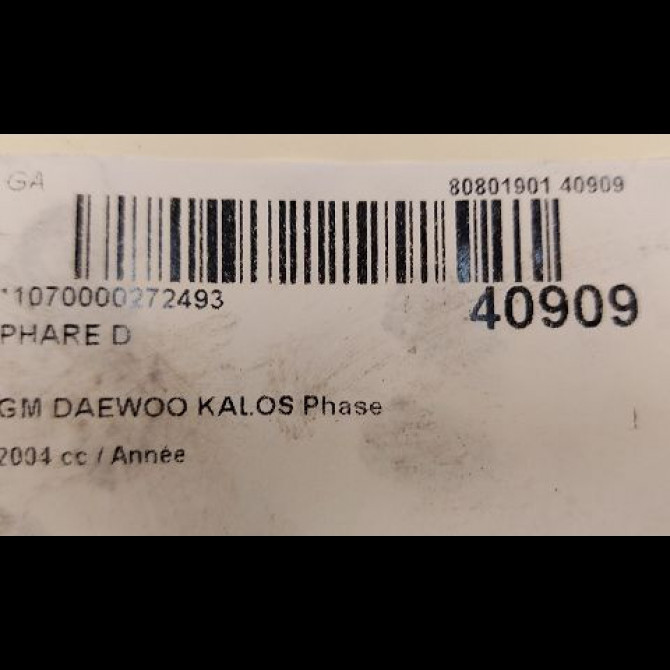 GA
80801901 40909
*1070000272493
40909
PHARE D
GM DAEWOO KALOS Phase
2004 cc / Année